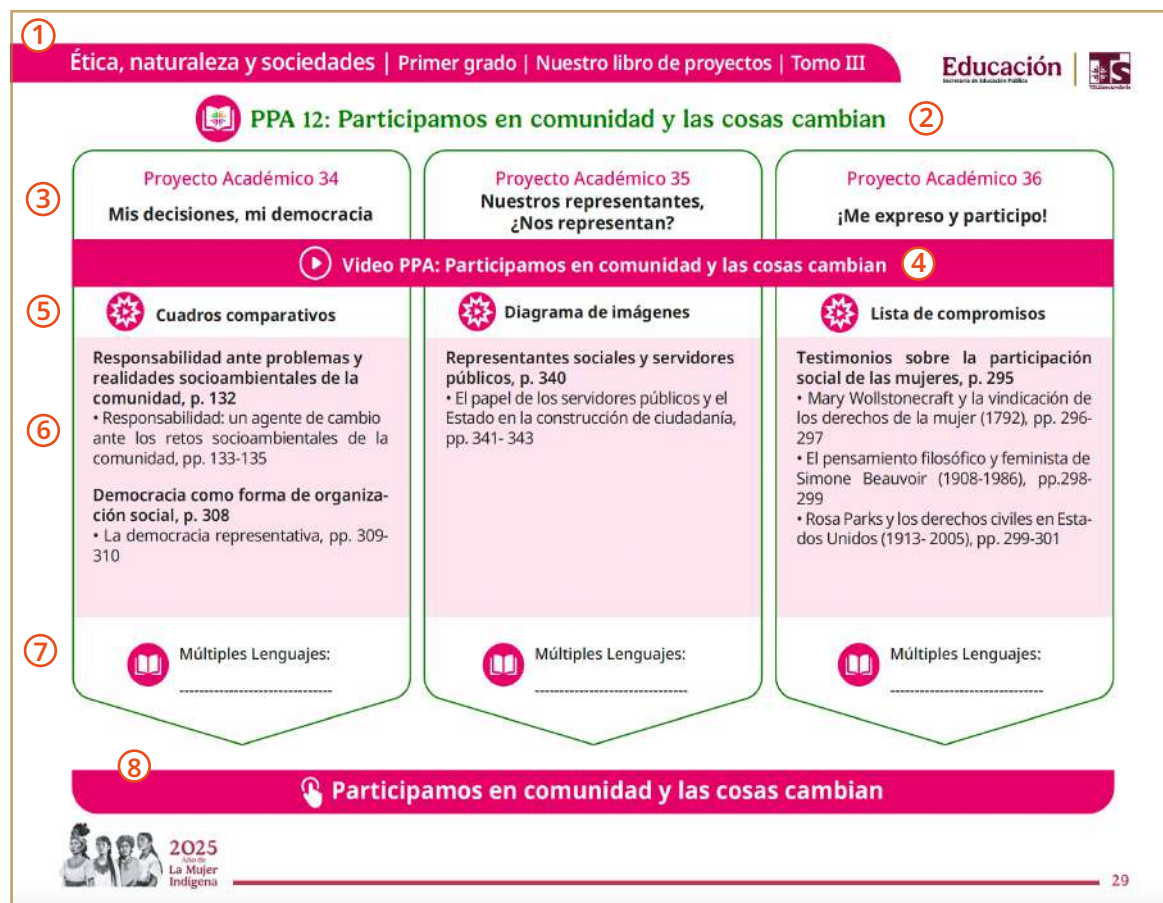 1
Ética, naturaleza y sociedades | Primer grado | Nuestro libro de proyectos | Tomo III
Educación
Secretaría de Educación Pública
TELEsecundaria
PPA 12: Participamos en comunidad y las cosas cambian 2
3
Proyecto Académico 34
Mis decisiones, mi democracia
Proyecto Académico 35
Nuestros representantes,
¿Nos representan?
Proyecto Académico 36
¡Me expreso y participo!
Video PPA: Participamos en comunidad y las cosas cambian 4
5
Cuadros comparativos
Diagrama de imágenes
Lista de compromisos
6
Responsabilidad ante problemas y
realidades socioambientales de la
comunidad, p. 132
• Responsabilidad: un agente de cambio
ante los retos socioambientales de la
comunidad, pp. 133-135
Democracia como forma de organiza-
ción social, p. 308
• La democracia representativa, pp. 309-
310
Representantes sociales y servidores
públicos, p. 340
• El papel de los servidores públicos y el
Estado en la construcción de ciudadanía,
pp. 341- 343
Testimonios sobre la participación
social de las mujeres, p. 295
• Mary Wollstonecraft y la vindicación de
los derechos de la mujer (1792), pp. 296-
297
• El pensamiento filosófico y feminista de
Simone Beauvoir (1908-1986), pp.298-
299
• Rosa Parks y los derechos civiles en Esta-
dos Unidos (1913- 2005), pp. 299-301
7
Múltiples Lenguajes:
Múltiples Lenguajes:
Múltiples Lenguajes:
8
Participamos en comunidad y las cosas cambian
2025
Año de
La Mujer
Indígena
29